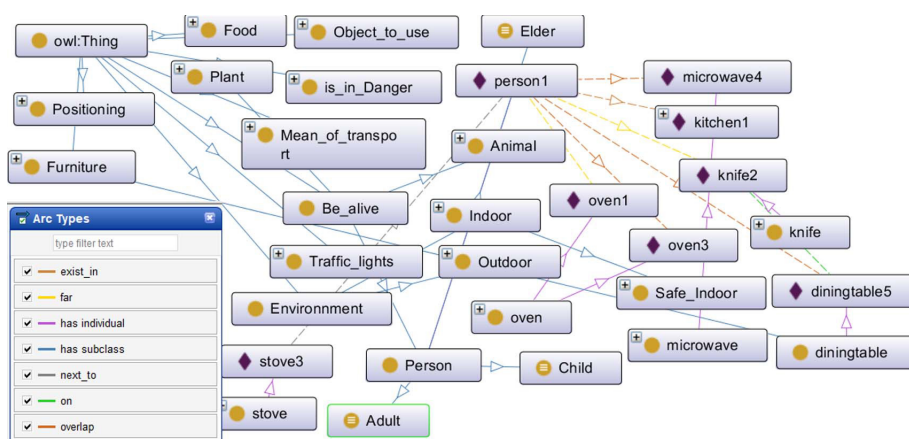 owl:Thing
Food
Object_to_use
Elder
Plant
is_in_Danger
person1
microwave4
Positioning
kitchen1
Mean_of_transpo
rt
Animal
Furniture
knife2
Be_alive
Indoor
oven1
knife
Arc Types
type filter text
exist_in
far
has individual
has subclass
next_to
on
overlap
Traffic_lights
Outdoor
oven3
Safe_Indoor
diningtable5
Environnment
oven
microwave
diningtable
stove3
Person
Child
stove
Adult